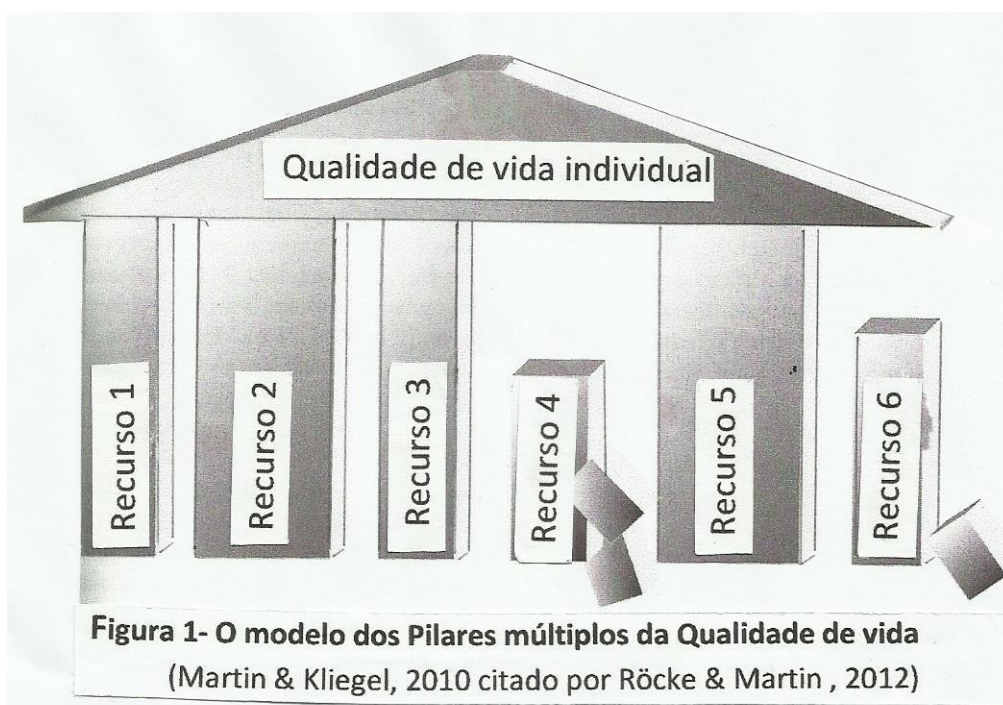 Qualidade de vida individual
Recurso 1
Recurso 2
Recurso 3
Recurso 4
Recurso 5
Recurso 6
Figura 1- O modelo dos Pilares múltiplos da Qualidade de vida
(Martin & Kliegel, 2010 citado por Röcke & Martin , 2012)